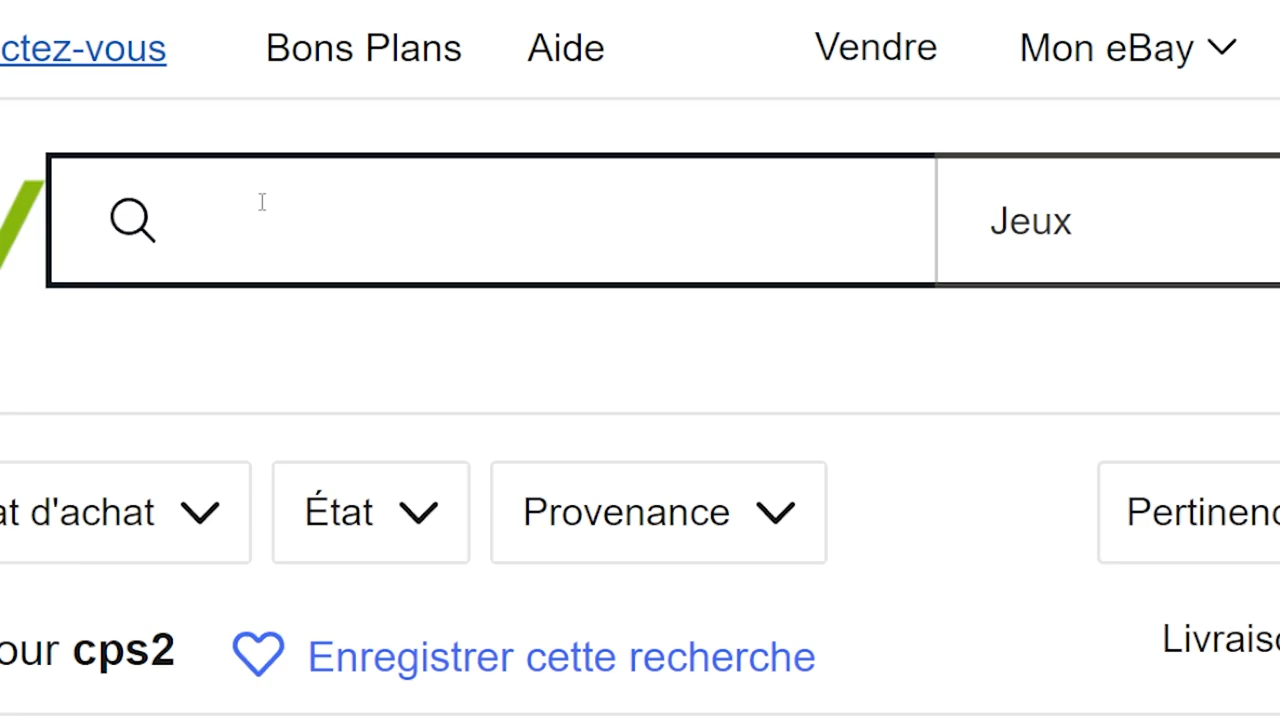 ctez-vous Bons Plans Aide Vendre Mon eBay
Jeux
at d'achat État Provenance Pertinenc
our cps2 Enregistrer cette recherche Livraiso